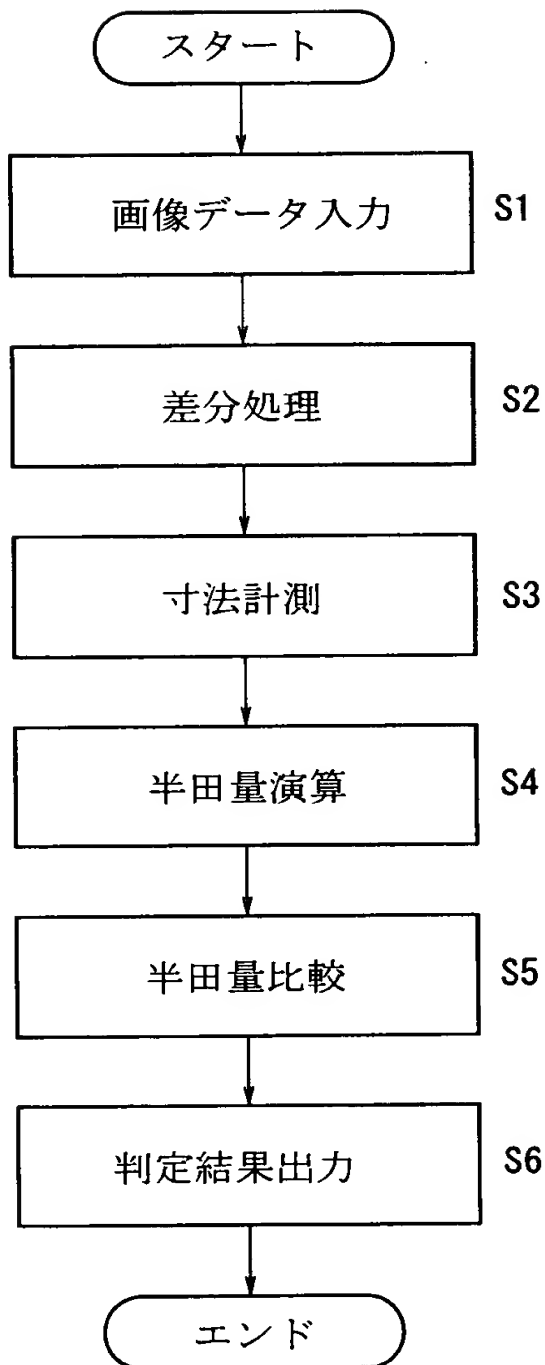 スタート
画像データ入力 S1
差分処理 S2
寸法計測 S3
半田量演算 S4
半田量比較 S5
判定結果出力 S6
エンド